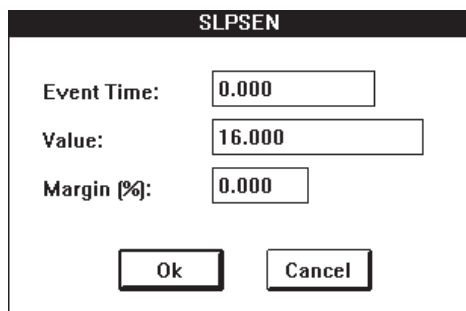 SLPSEN
Event Time: 0.000
Value: 16.000
Margin (%): 0.000
Ok Cancel